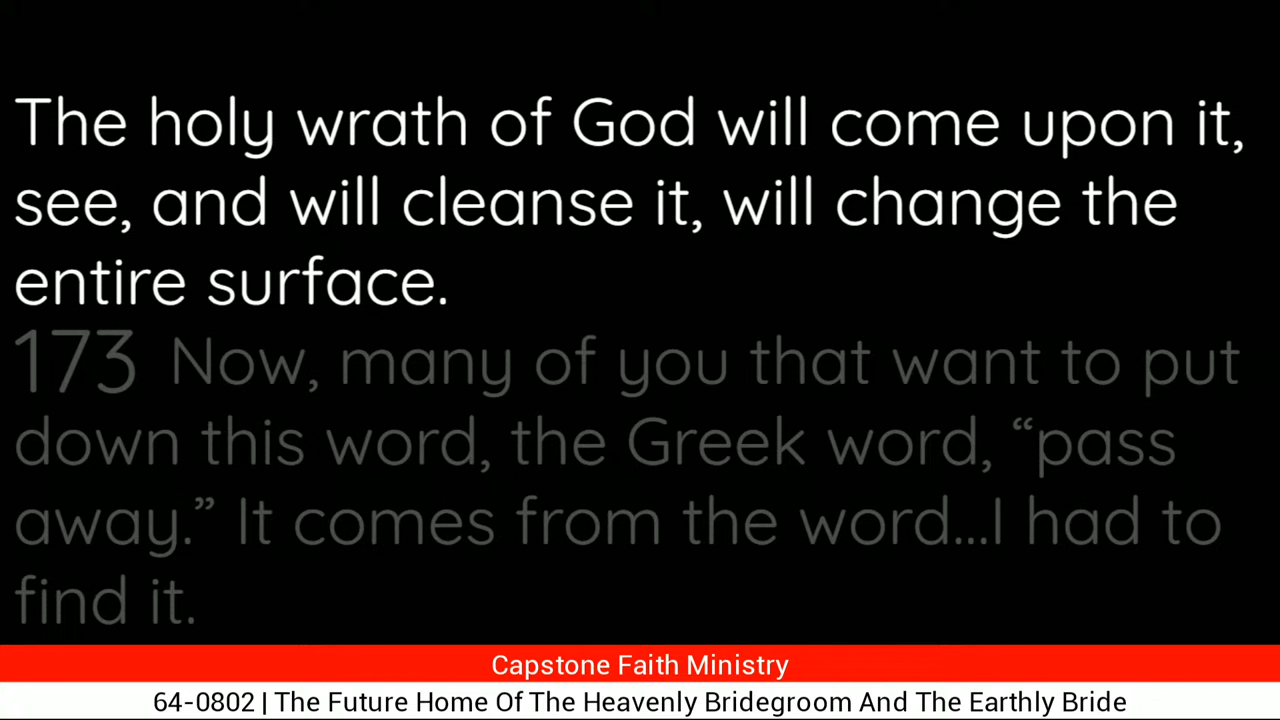 The holy wrath of God will come upon it,
see, and will cleanse it, will change the
entire surface.
173 Now, many of you that want to put
down this word, the Greek word, “pass
away.” It comes from the word...I had to
find it.
Capstone Faith Ministry
64-0802 | The Future Home Of The Heavenly Bridegroom And The Earthly Bride